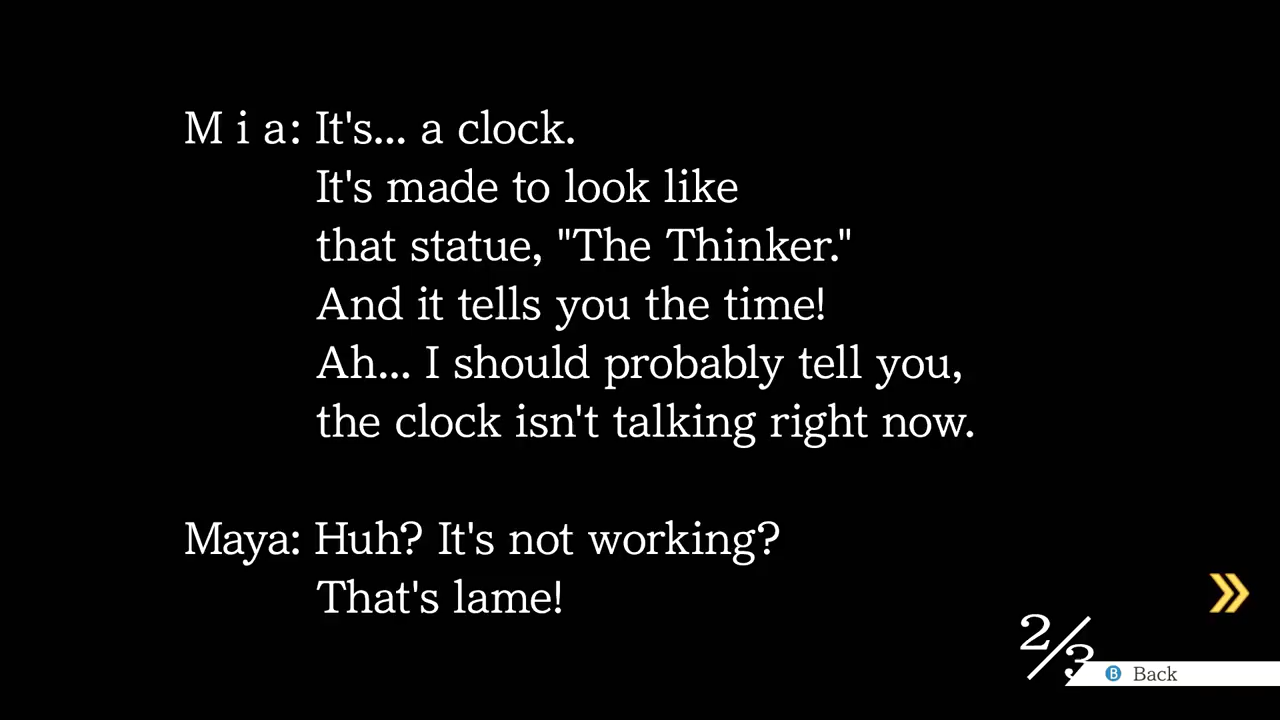 M i a: It's... a clock.
It's made to look like
that statue, "The Thinker."
And it tells you the time!
Ah... I should probably tell you,
the clock isn't talking right now.
Maya: Huh? It's not working?
That's lame!
2/3
B Back